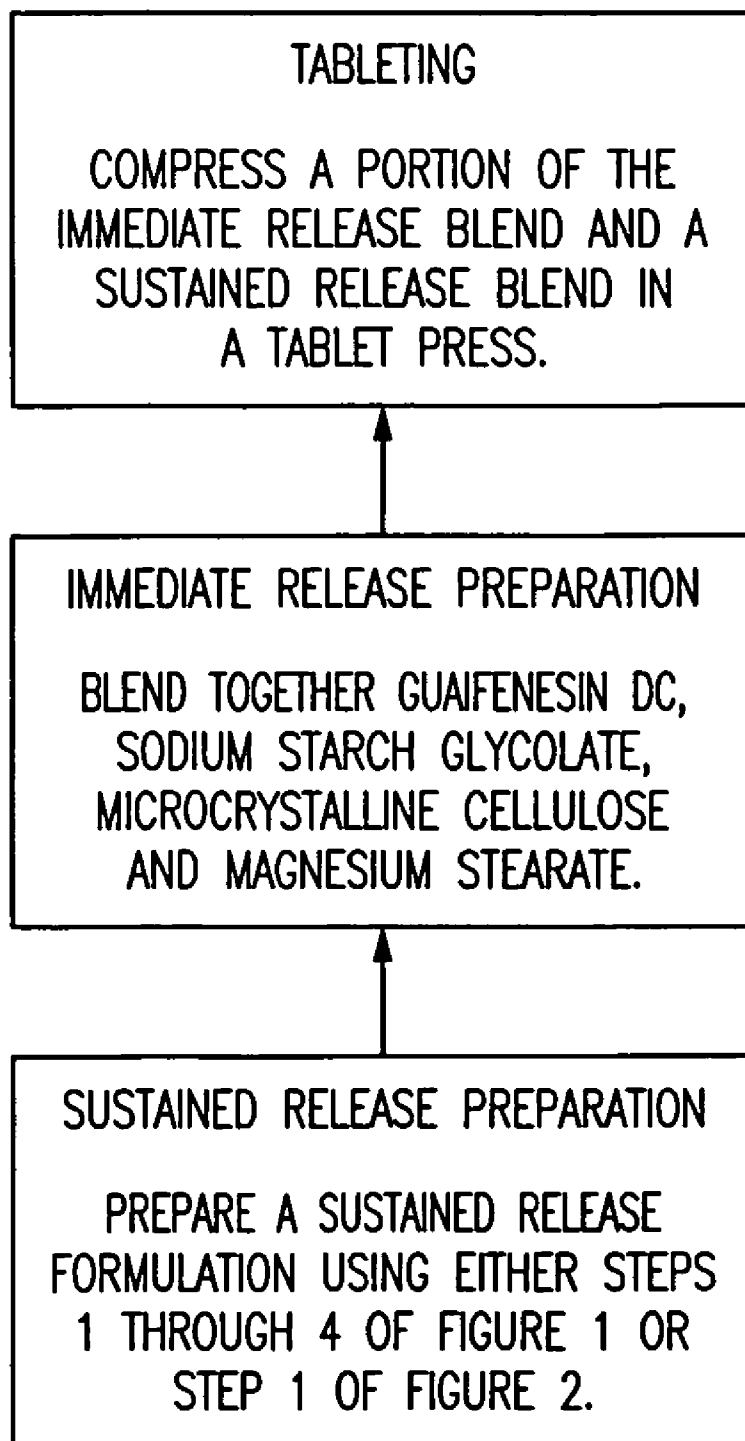 TABLETING
COMPRESS A PORTION OF THE
IMMEDIATE RELEASE BLEND AND A
SUSTAINED RELEASE BLEND IN
A TABLET PRESS.
IMMEDIATE RELEASE PREPARATION
BLEND TOGETHER GUAIFENESIN DC,
SODIUM STARCH GLYCOLATE,
MICROCRYSTALLINE CELLULOSE
AND MAGNESIUM STEARATE.
SUSTAINED RELEASE PREPARATION
PREPARE A SUSTAINED RELEASE
FORMULATION USING EITHER STEPS
1 THROUGH 4 OF FIGURE 1 OR
STEP 1 OF FIGURE 2.